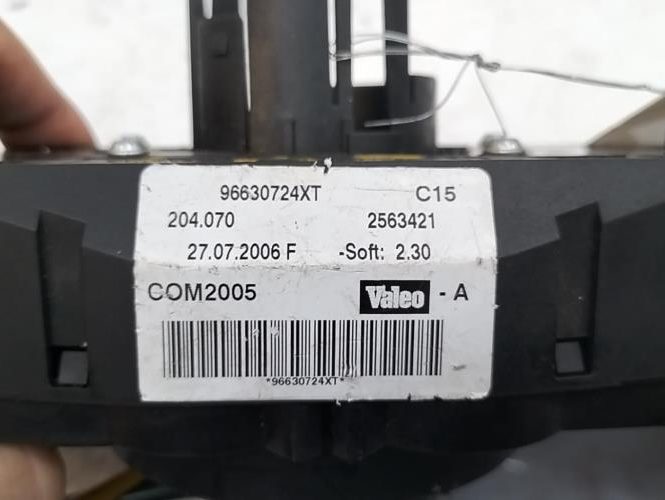 96630724XT C15
204.070 2563421
27.07.2006 F -Soft: 2.30
COM2005 Valeo - A
*96630724XT*